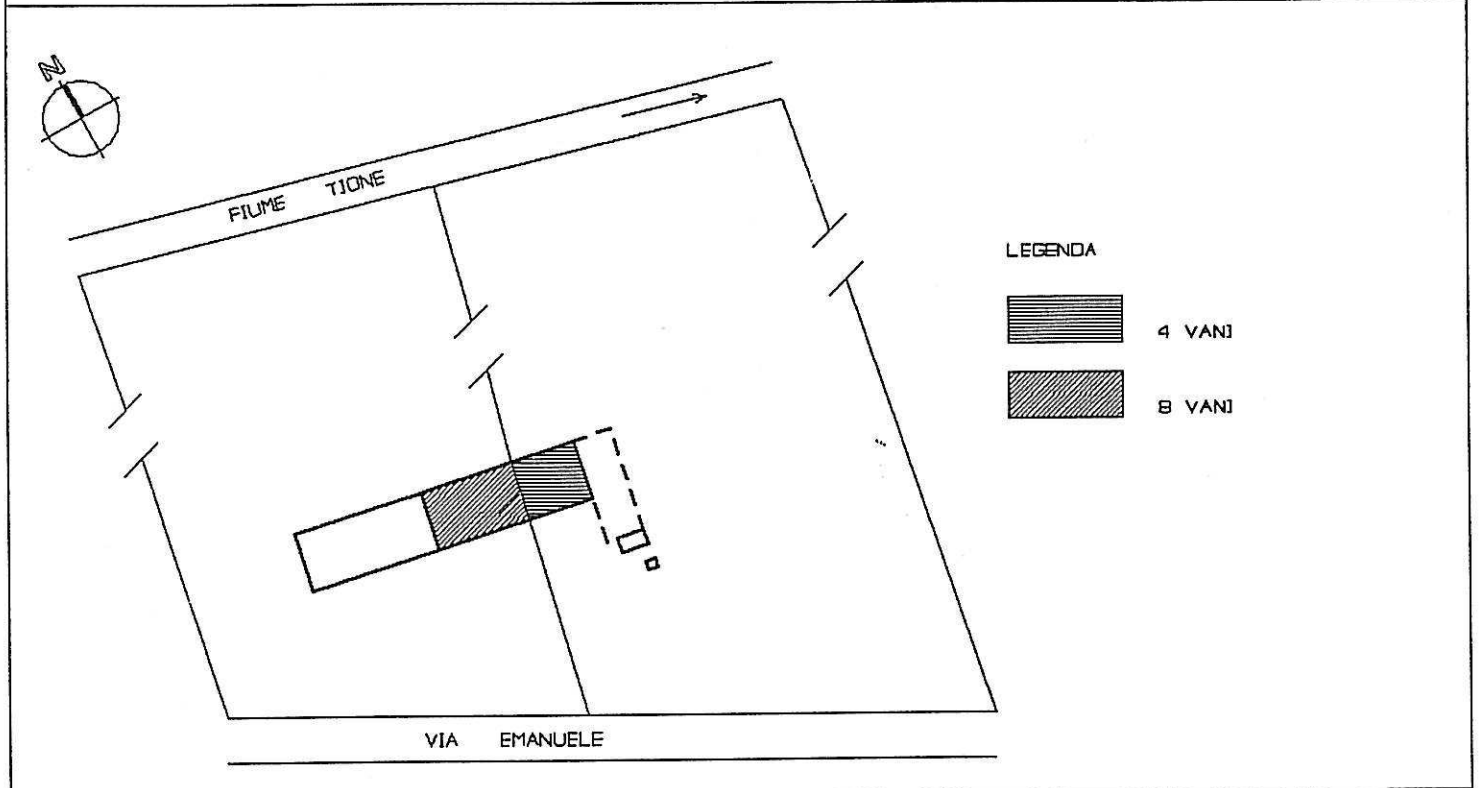 N
FIUME TIONE
LEGENDA
4 VANI
8 VANI
VIA EMANUELE